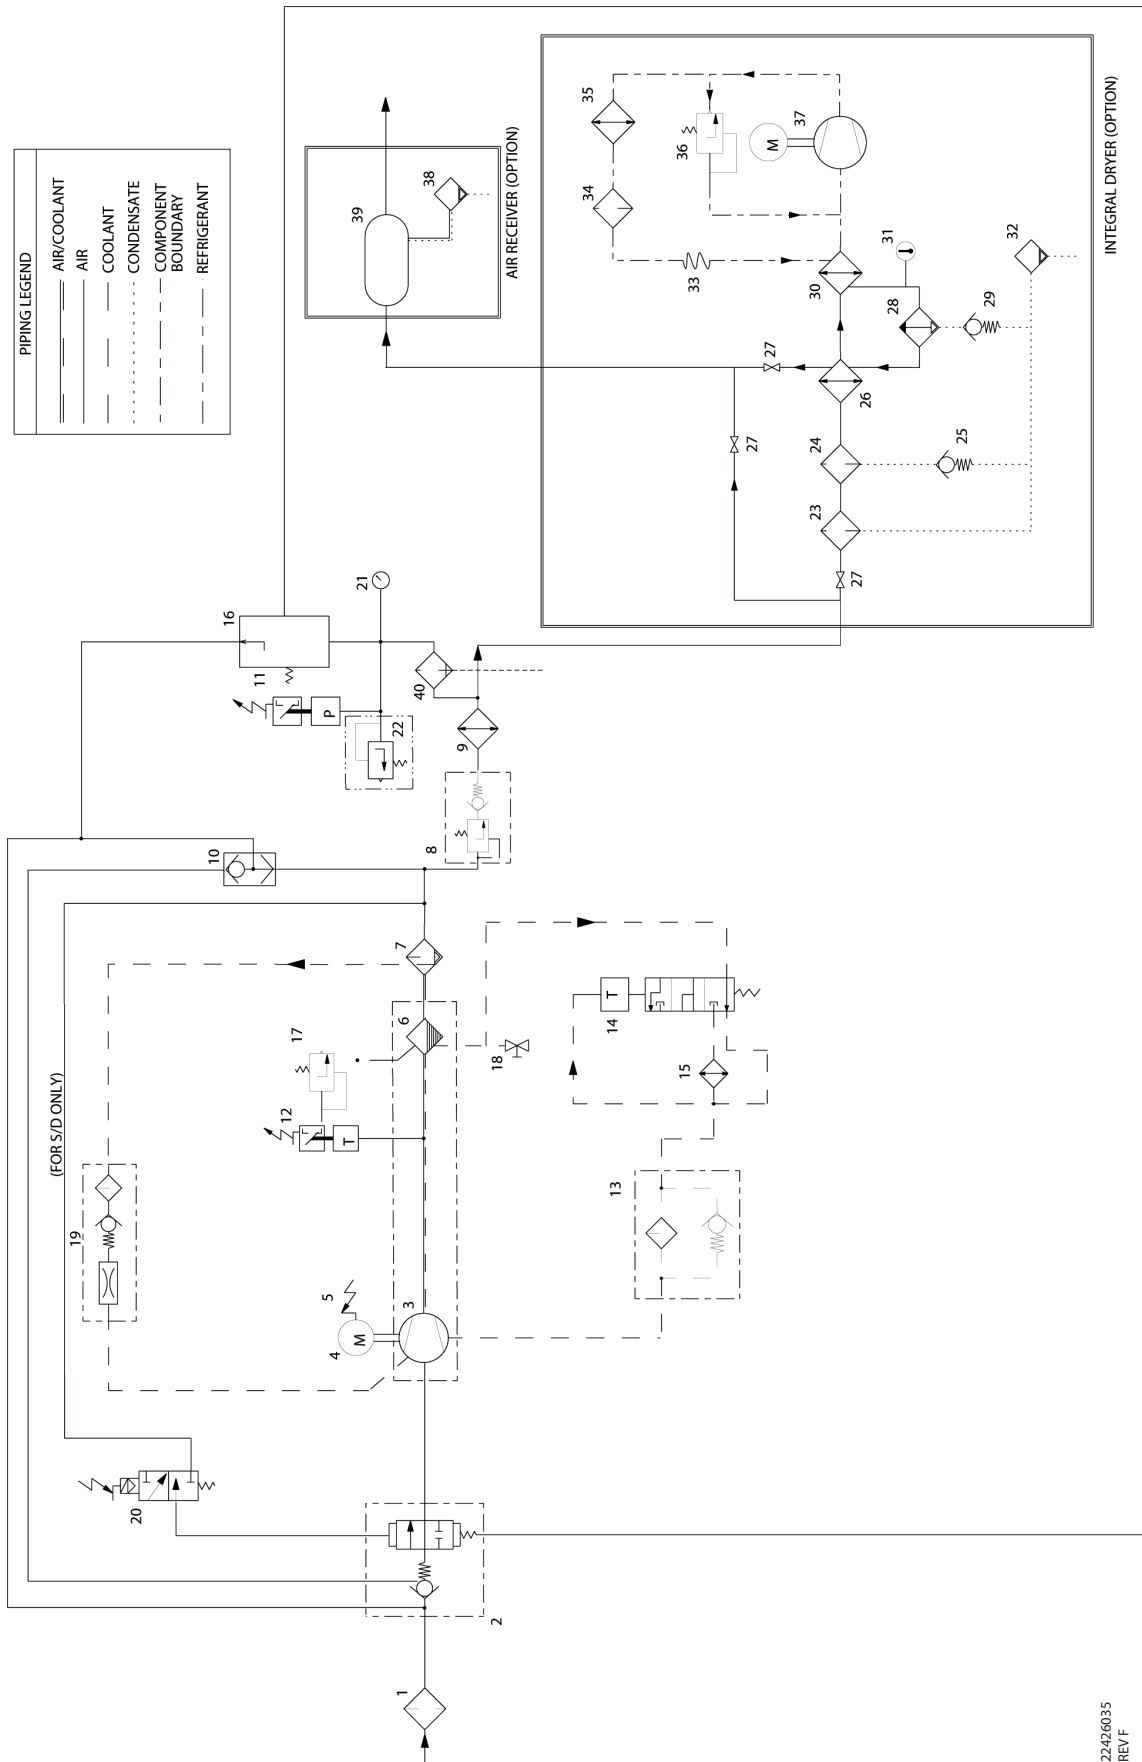 PIPING LEGEND
AIR/COOLANT
AIR
COOLANT
CONDENSATE
COMPONENT
BOUNDARY
REFRIGERANT
39
38
AIR RECEIVER (OPTION)
35
34
36
37
M
33
30
31
32
29
28
27
26
27
24
25
23
27
INTEGRAL DRYER (OPTION)
16
21
11
P
22
40
9
8
10
(FOR S/D ONLY)
7
6
17
18
12
T
T
14
15
13
19
5
4
M
3
20
2
1
22426035
REV F